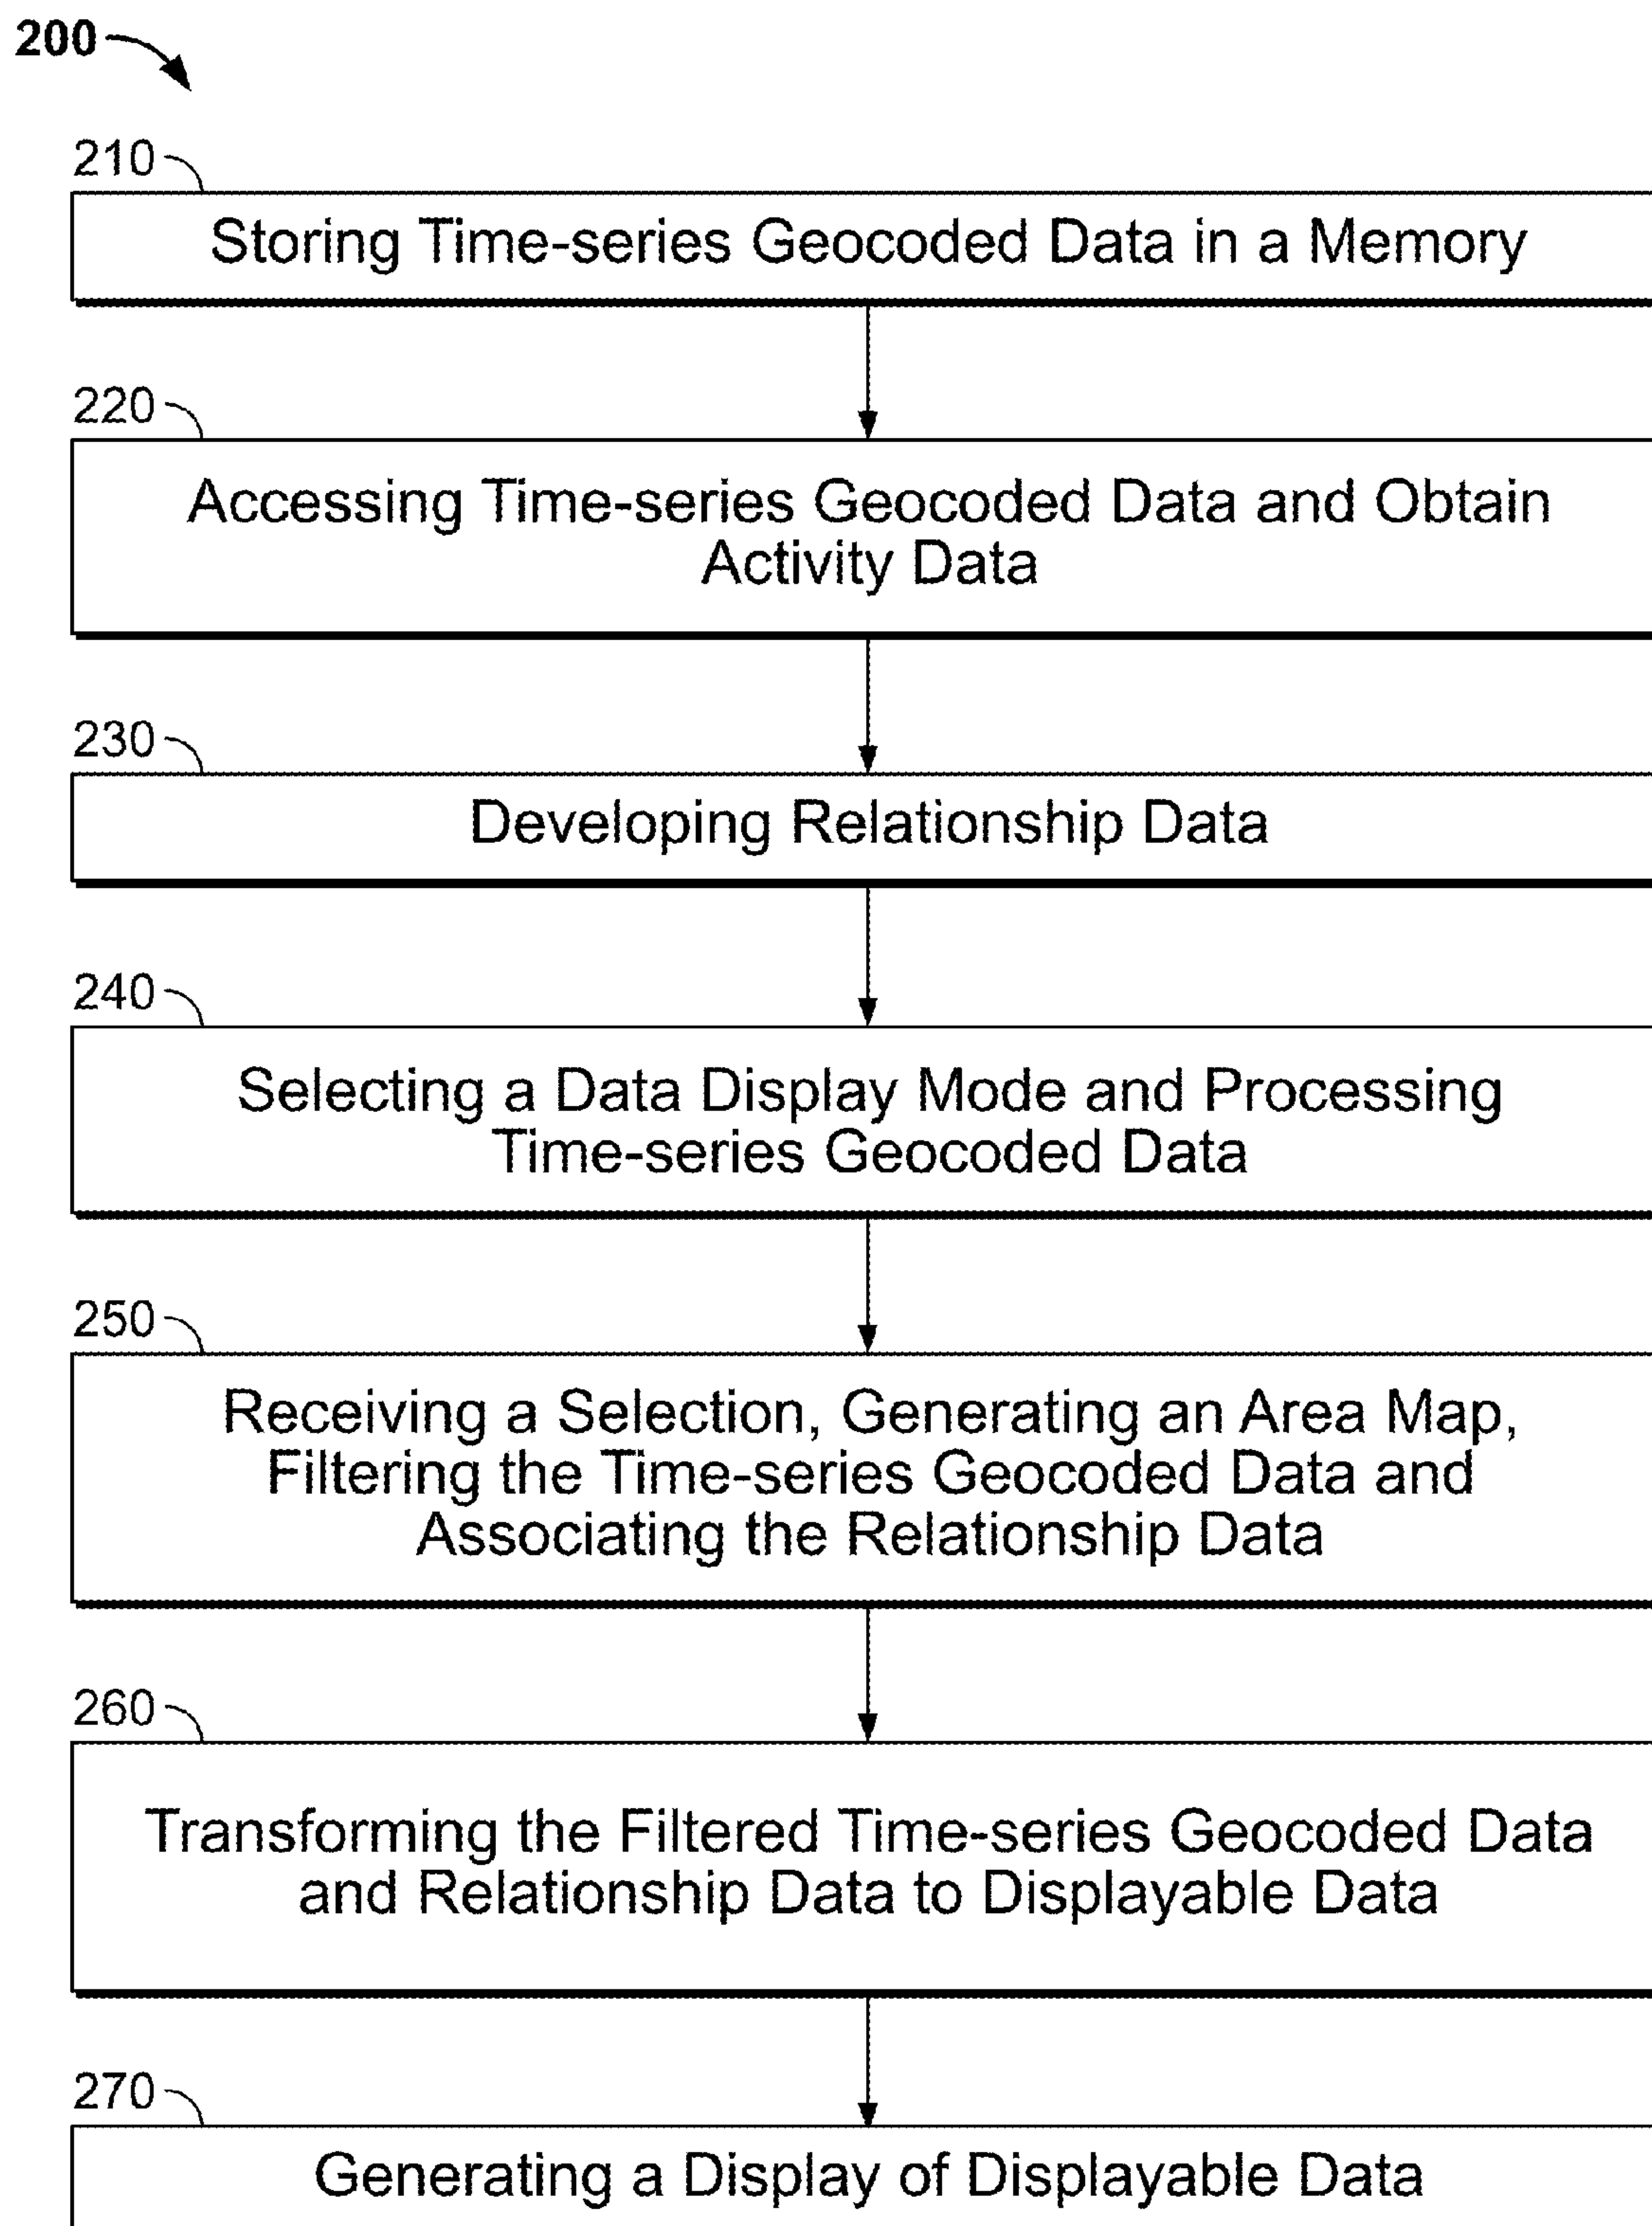 200
210
Storing Time-series Geocoded Data in a Memory
220
Accessing Time-series Geocoded Data and Obtain
Activity Data
230
Developing Relationship Data
240
Selecting a Data Display Mode and Processing
Time-series Geocoded Data
250
Receiving a Selection, Generating an Area Map,
Filtering the Time-series Geocoded Data and
Associating the Relationship Data
260
Transforming the Filtered Time-series Geocoded Data
and Relationship Data to Displayable Data
270
Generating a Display of Displayable Data